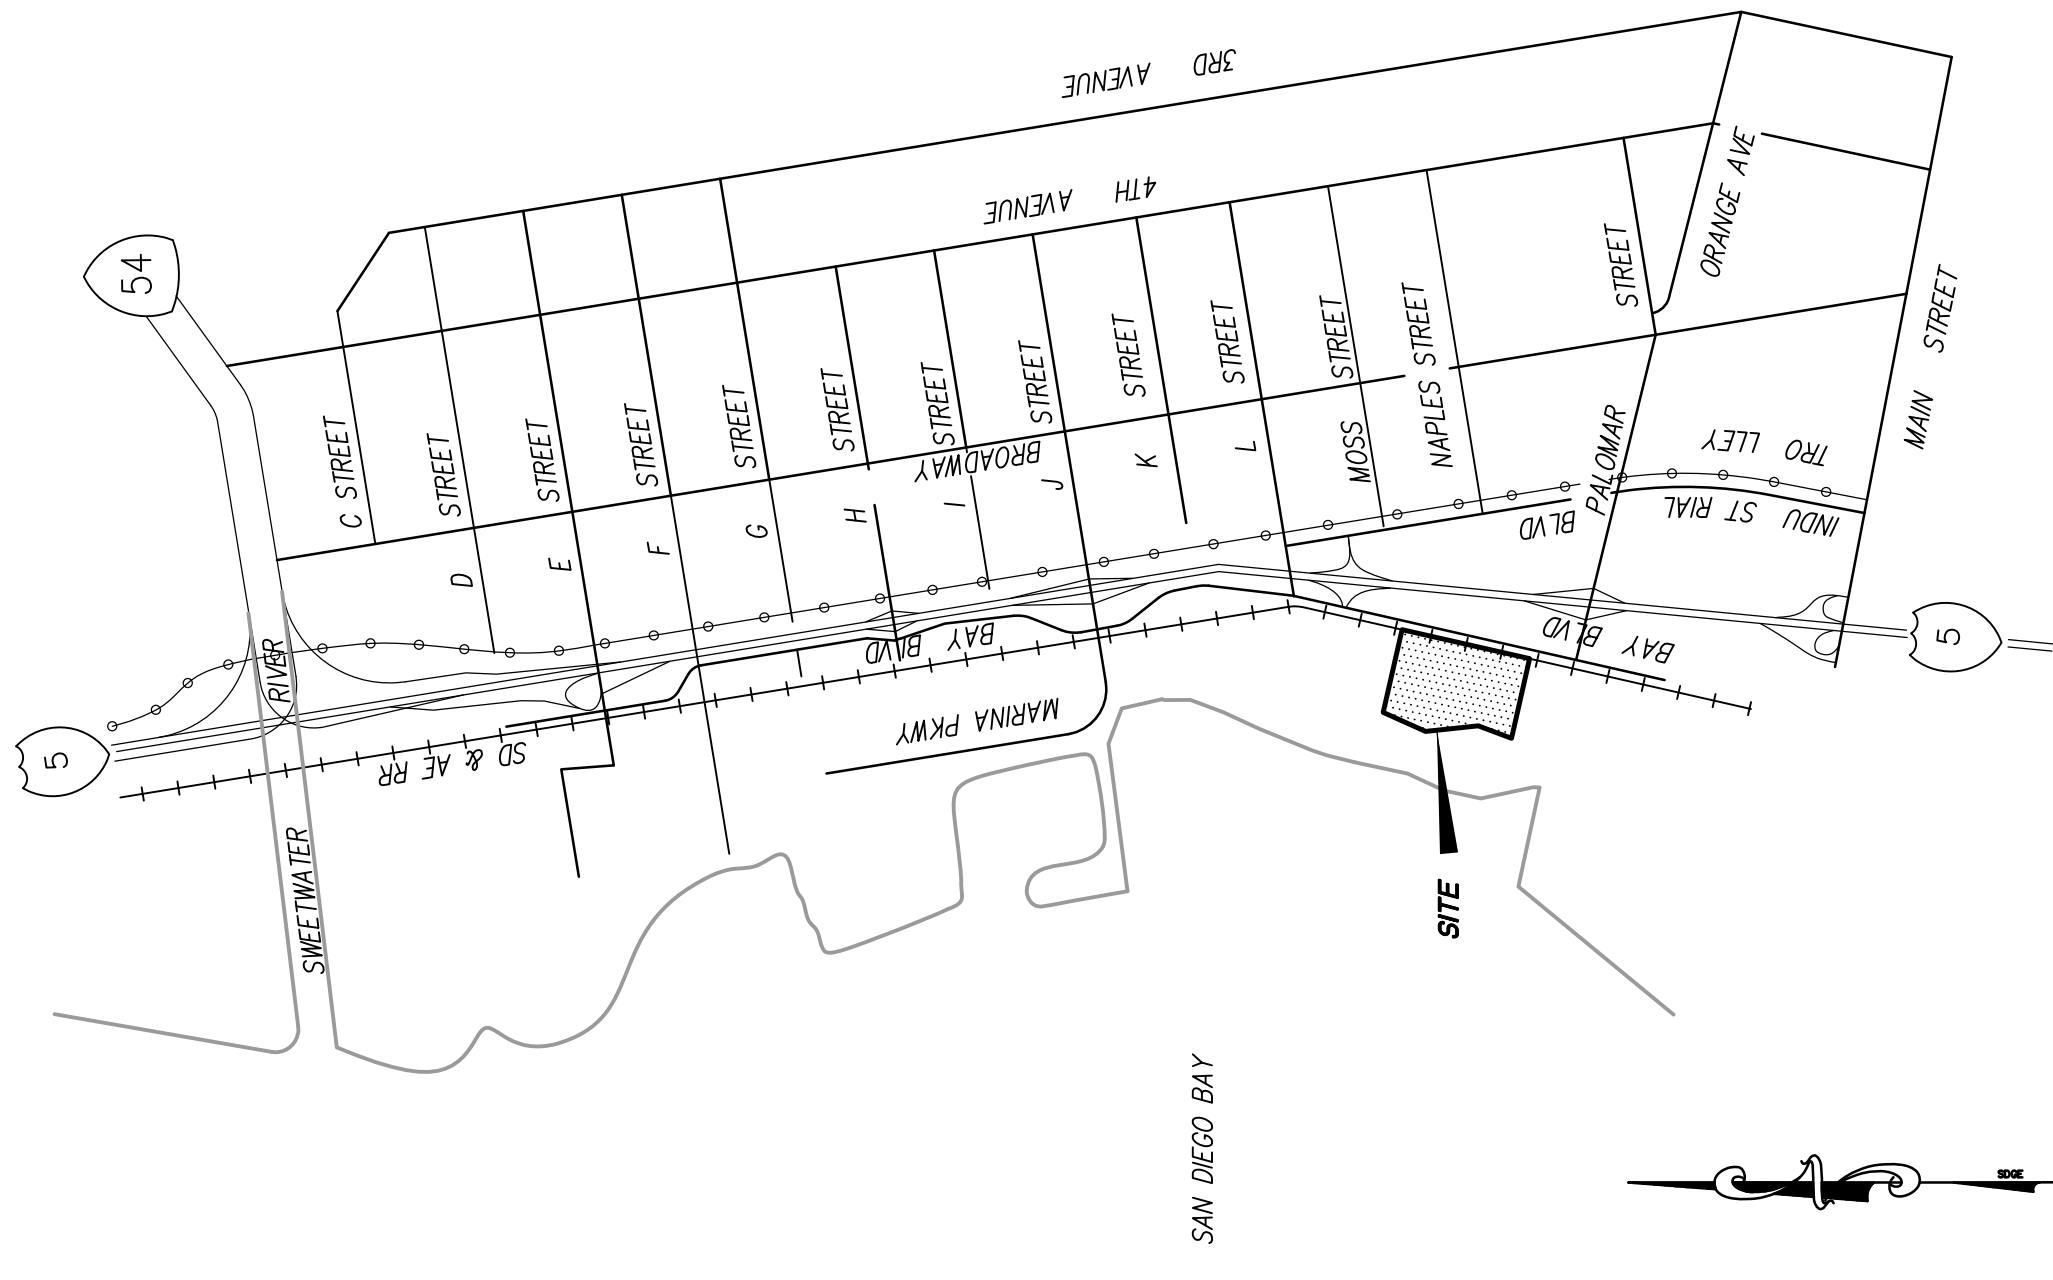 3RD AVENUE
4TH AVENUE
54
C STREET
D STREET
E STREET
F STREET
G STREET
H STREET
I STREET
J STREET
K STREET
L STREET
MOSS STREET
NAPLES STREET
PALOMAR STREET
ORANGE AVE
MAIN STREET
BROADWAY
TRO LLEY
INDU ST RIAL BLVD
BAY BLVD
BAY BLVD
5
5
SWEETWATER RIVER
SD & AE RR
MARINA PKWY
SITE
SAN DIEGO BAY
N
SDGE